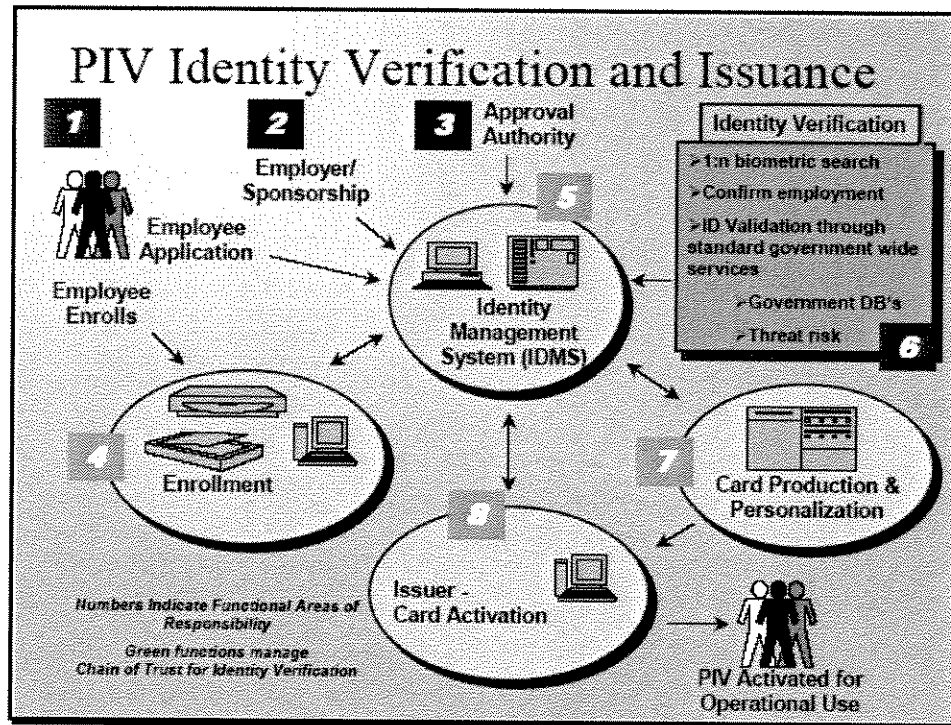 PIV Identity Verification and Issuance
1
2
3
Approval
Authority
Employer/
Sponsorship
Employee
Application
Employee
Enrolls
5
Identity
Management
System (IDMS)
Identity Verification
➢1:n biometric search
➢Confirm employment
➢ID Validation through
standard government wide
services
➢Government DB's
➢Threat risk
6
4
Enrollment
7
Card Production &
Personalization
8
Issuer -
Card Activation
Numbers Indicate Functional Areas of
Responsibility
Green functions manage
Chain of Trust for Identity Verification
PIV Activated for
Operational Use